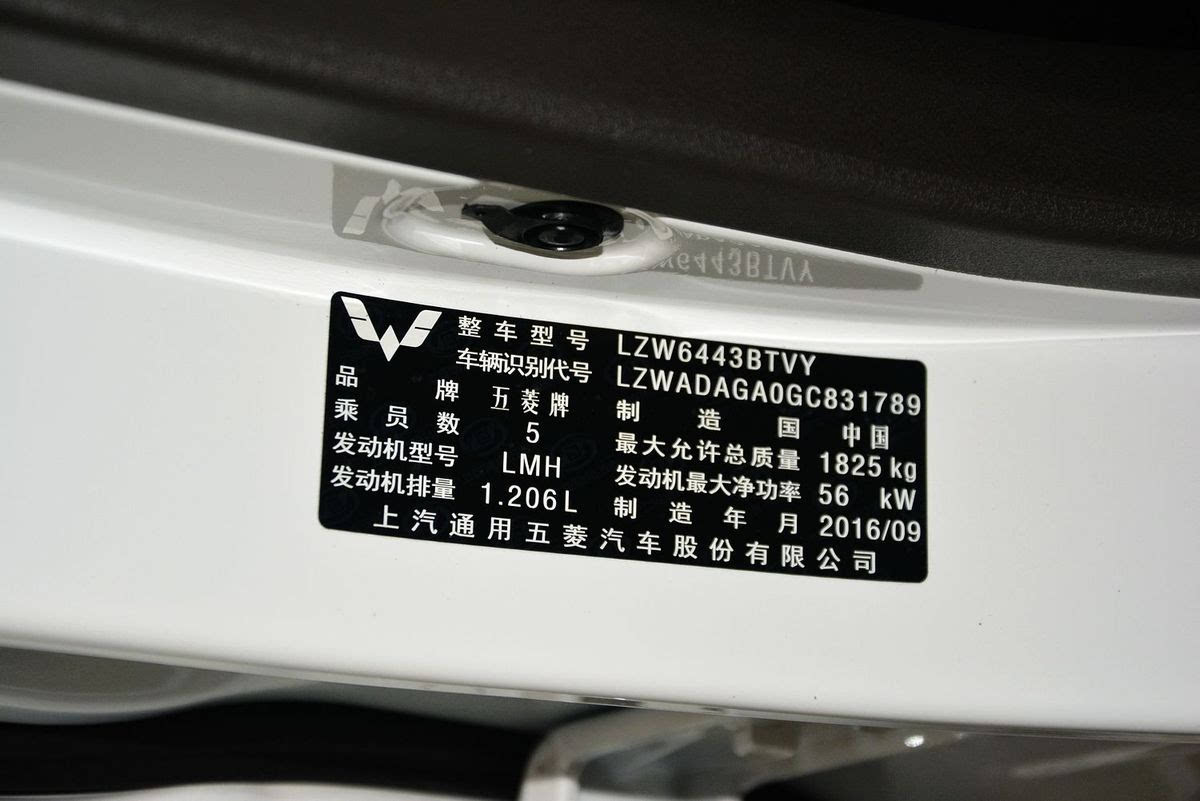 整车型号 LZW6443BTVY
车辆识别代号 LZWADAGA0GC831789
品牌 五菱牌 制造国 中国
乘员数 5 最大允许总质量 1825 kg
发动机型号 LMH 发动机最大净功率 56 kW
发动机排量 1.206L 制造年月 2016/09
上汽通用五菱汽车股份有限公司